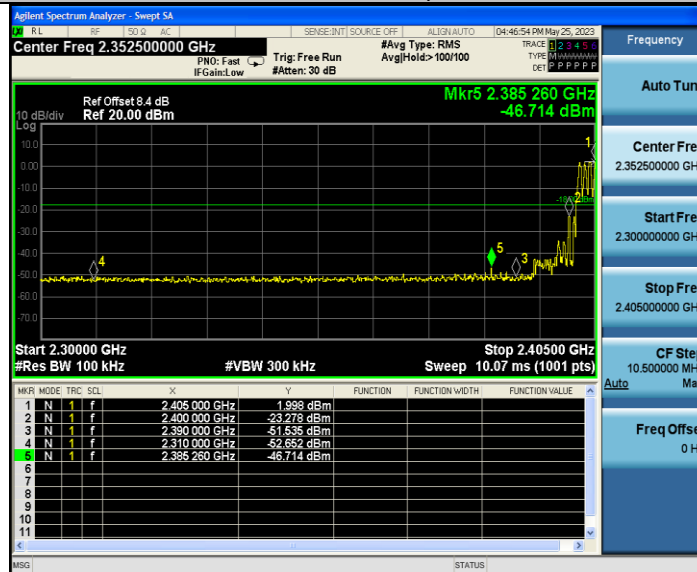 Agilent Spectrum Analyzer - Swept SA
RL RF 50 Ω AC SENSE:INT SOURCE OFF ALIGN AUTO 04:46:54 PM May 25, 2023
Center Freq 2.352500000 GHz
PNO: Fast
IFGain:Low
Trig: Free Run
#Atten: 30 dB
#Avg Type: RMS
Avg|Hold:> 100/100
TRACE 1 2 3 4 5 6
TYPE M
DET P P P P P P
Ref Offset 8.4 dB
10 dB/div Ref 20.00 dBm
Log
Mkr5 2.385 260 GHz
-46.714 dBm
10.0
0.00
-10.0
-20.0
-30.0
-40.0
-50.0
-60.0
-70.0
1
2
3
4
5
Start 2.30000 GHz Stop 2.40500 GHz
#Res BW 100 kHz #VBW 300 kHz Sweep 10.07 ms (1001 pts)
MKR MODE TRC SCL X Y FUNCTION FUNCTION WIDTH FUNCTION VALUE
1 N 1 f 2.405 000 GHz 1.998 dBm
2 N 1 f 2.400 000 GHz -23.278 dBm
3 N 1 f 2.390 000 GHz -51.535 dBm
4 N 1 f 2.310 000 GHz -52.652 dBm
5 N 1 f 2.385 260 GHz -46.714 dBm
6
7
8
9
10
11
MSG STATUS
Frequency
Auto Tun
Center Fre
2.352500000 GH
Start Fre
2.300000000 GH
Stop Fre
2.405000000 GH
CF Ste
10.500000 MH
Auto Ma
Freq Offse
0 H